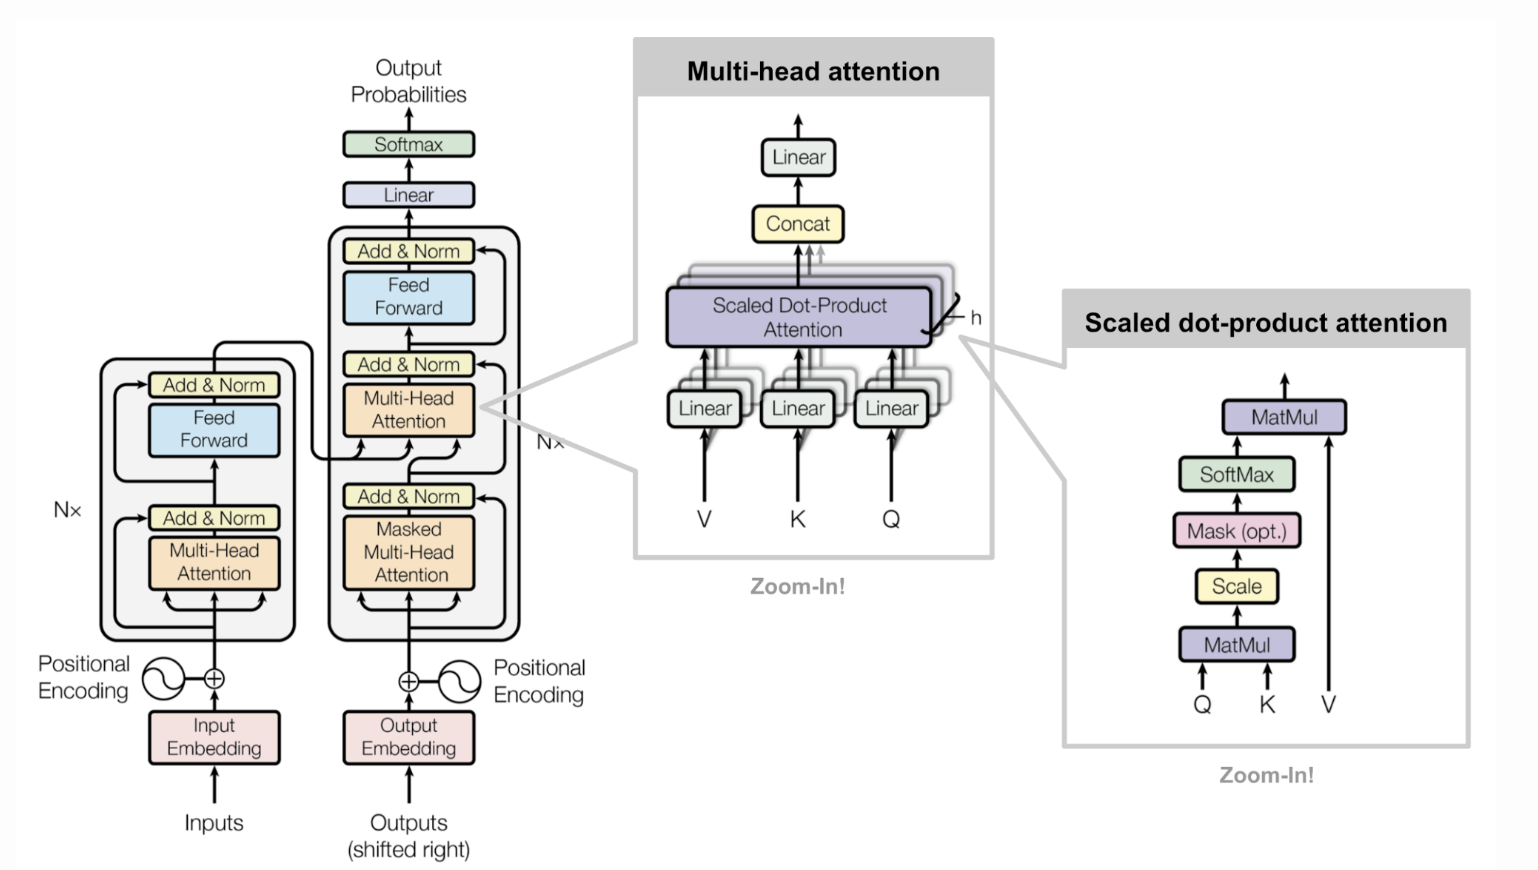 Output
Probabilities
Softmax
Linear
Add & Norm
Feed
Forward
Add & Norm
Multi-Head
Attention
Nx
Add & Norm
Masked
Multi-Head
Attention
Positional
Encoding
Output
Embedding
Outputs
(shifted right)
Add & Norm
Feed
Forward
Nx
Add & Norm
Multi-Head
Attention
Positional
Encoding
Input
Embedding
Inputs
Multi-head attention
Linear
Concat
Scaled Dot-Product
Attention
h
Linear Linear Linear
V K Q
Zoom-In!
Scaled dot-product attention
MatMul
SoftMax
Mask (opt.)
Scale
MatMul
Q K V
Zoom-In!